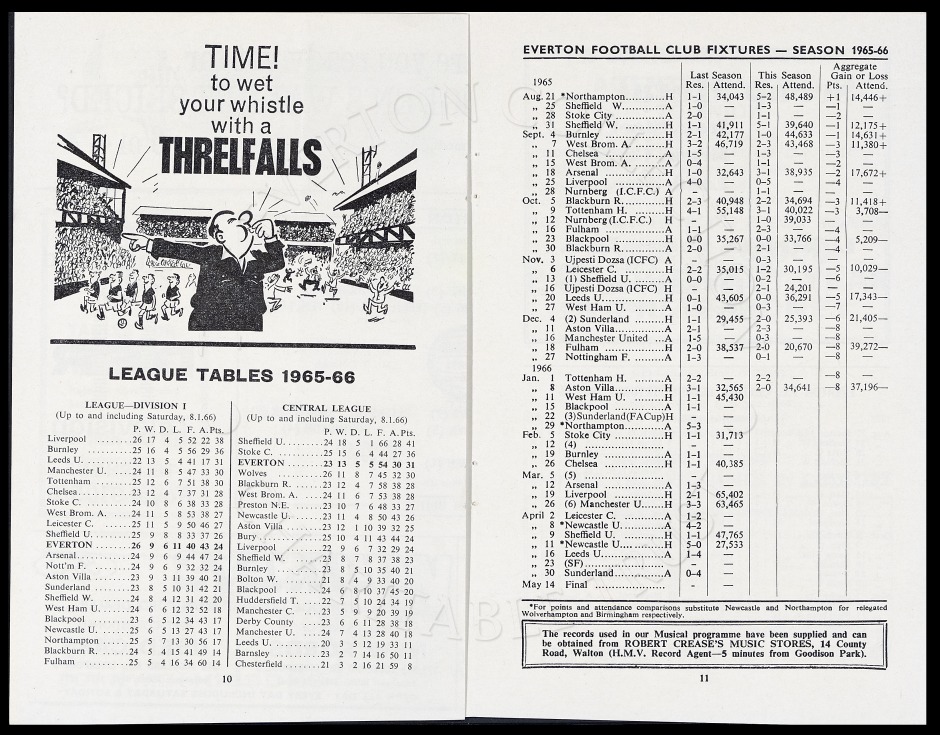 TIME!
to wet
your whistle
with a
THRELFALLS
LEAGUE TABLES 1965-66
LEAGUE—DIVISION I
(Up to and including Saturday, 8.1.66)
P. W. D. L. F. A. Pts.
Liverpool ........ 26 17 4 5 52 22 38
Burnley ........ 25 16 4 5 56 29 36
Leeds U. ........ 22 13 5 4 41 17 31
Manchester U. ........ 24 11 8 5 47 33 30
Tottenham ........ 25 12 6 7 51 38 30
Chelsea ........ 23 12 4 7 37 31 28
Stoke C. ........ 24 10 8 6 38 33 28
West Brom. A. ........ 24 11 5 8 53 38 27
Leicester C. ........ 25 11 5 9 50 46 27
Sheffield U. ........ 25 9 8 8 33 37 26
EVERTON ........ 26 9 6 11 40 43 24
Arsenal ........ 24 9 6 9 44 47 24
Nott'm F. ........ 24 9 6 9 32 32 24
Aston Villa ........ 23 9 3 11 39 40 21
Sunderland ........ 23 8 5 10 31 42 21
Sheffield W. ........ 24 8 4 12 31 42 20
West Ham U. ........ 24 6 6 12 32 52 18
Blackpool ........ 23 6 5 12 34 43 17
Newcastle U. ........ 25 6 5 13 27 43 17
Northampton ........ 25 5 7 13 30 56 17
Blackburn R. ........ 24 5 4 15 41 49 14
Fulham ........ 25 5 4 16 34 60 14
CENTRAL LEAGUE
(Up to and including Saturday, 8.1.66)
P. W. D. L. F. A. Pts.
Sheffield U. ........ 24 18 5 1 66 28 41
Stoke C. ........ 25 15 6 4 44 27 36
EVERTON ........ 23 13 5 5 54 30 31
Wolves ........ 26 11 8 7 45 32 30
Blackburn R. ........ 23 12 4 7 58 38 28
West Brom. A. ........ 24 11 6 7 53 38 28
Preston N.E. ........ 23 10 7 6 48 33 27
Newcastle U. ........ 23 11 4 8 50 43 26
Aston Villa ........ 23 12 1 10 39 32 25
Bury ........ 25 10 4 11 43 44 24
Liverpool ........ 22 9 6 7 32 29 24
Sheffield W. ........ 23 8 7 8 37 38 23
Burnley ........ 23 8 5 10 35 40 21
Bolton W. ........ 21 8 4 9 33 40 20
Blackpool ........ 24 6 8 10 37 45 20
Huddersfield T. ........ 22 7 5 10 24 34 19
Manchester C. ........ 23 5 9 9 20 39 19
Derby County ........ 23 6 6 11 28 38 18
Manchester U. ........ 24 7 4 13 28 40 18
Leeds U. ........ 20 3 5 12 19 33 11
Barnsley ........ 23 2 7 14 16 50 11
Chesterfield ........ 21 3 2 16 21 59 8
10
EVERTON FOOTBALL CLUB FIXTURES — SEASON 1965-66
1965 Last Season Res. Attend. This Season Res. Attend. Aggregate Gain or Loss Pts. Attend.
Aug. 21 *Northampton ........ H 1-1 34,043 5-2 48,489 +1 14,446+
„ 25 Sheffield W. ........ A 1-0 — 1-3 — —1 —
„ 28 Stoke City ........ A 2-0 — 1-1 — —2 —
„ 31 Sheffield W. ........ H 1-1 41,911 5-1 39,640 —1 12,175+
Sept. 4 Burnley ........ H 2-1 42,177 1-0 44,633 —1 14,631+
„ 7 West Brom. A. ........ H 3-2 46,719 2-3 43,468 —3 11,380+
„ 11 Chelsea ........ A 1-5 — 1-3 — —3 —
„ 15 West Brom. A. ........ A 0-4 — 1-1 — —2 —
„ 18 Arsenal ........ H 1-0 32,643 3-1 38,935 —2 17,672+
„ 25 Liverpool ........ A 4-0 — 0-5 — —4 —
„ 28 Nurnberg (I.C.F.C.) A - — 1-1 —
Oct. 5 Blackburn R. ........ H 2-3 40,948 2-2 34,694 —3 11,418+
„ 9 Tottenham H. ........ H 4-1 55,148 3-1 40,022 —3 3,708—
„ 12 Nurnberg (I.C.F.C.) H - — 1-0 39,033 —
„ 16 Fulham ........ A 1-1 — 2-3 — —4 —
„ 23 Blackpool ........ H 0-0 35,267 0-0 33,766 —4 5,209—
„ 30 Blackburn R. ........ A 2-0 — 2-1 — —4 —
Nov. 3 Ujpesti Dozsa (ICFC) A - — 0-3 —
„ 6 Leicester C. ........ H 2-2 35,015 1-2 30,195 —5 10,029—
„ 13 (1) Sheffield U. ........ A 0-0 — 0-2 — —6 —
„ 16 Ujpesti Dozsa (ICFC) H - — 2-1 24,201
„ 20 Leeds U. ........ H 0-1 43,605 0-0 36,291 —5 17,343—
„ 27 West Ham U. ........ A 1-0 — 0-3 — —7 —
Dec. 4 (2) Sunderland ........ H 1-1 29,455 2-0 25,393 —6 21,405—
„ 11 Aston Villa ........ A 2-1 — 2-3 — —8 —
„ 16 Manchester United ... A 1-5 — 0-3 — —8 —
„ 18 Fulham ........ H 2-0 38,537 2-0 20,670 —8 39,272—
„ 27 Nottingham F. ........ A 1-3 — 0-1 — —8 —
1966
Jan. 1 Tottenham H. ........ A 2-2 — 2-2 — —8 —
„ 8 Aston Villa ........ H 3-1 32,565 2-0 34,641 —8 37,196—
„ 11 West Ham U. ........ H 1-1 45,430
„ 15 Blackpool ........ A 1-1 —
„ 22 (3)Sunderland(FACup)H - —
„ 29 *Northampton ........ A 5-3 —
Feb. 5 Stoke City ........ H 1-1 31,713
„ 12 (4) ........ - —
„ 19 Burnley ........ A 1-1 —
„ 26 Chelsea ........ H 1-1 40,385
Mar. 5 (5) ........ - —
„ 12 Arsenal ........ A 1-3 —
„ 19 Liverpool ........ H 2-1 65,402
„ 26 (6) Manchester U. ........ H 3-3 63,465
April 2 Leicester C. ........ A 1-2 —
„ 8 *Newcastle U. ........ A 4-2 —
„ 9 Sheffield U. ........ H 1-1 47,765
„ 11 *Newcastle U. ........ H 5-0 27,533
„ 16 Leeds U. ........ A 1-4 —
„ 23 (SF) ........ - —
„ 30 Sunderland ........ A 0-4 —
May 14 Final ........ - —
*For points and attendance comparisons substitute Newcastle and Northampton for relegated
Wolverhampton and Birmingham respectively.
The records used in our Musical programme have been supplied and can
be obtained from ROBERT CREASE'S MUSIC STORES, 14 County
Road, Walton (H.M.V. Record Agent—5 minutes from Goodison Park).
11